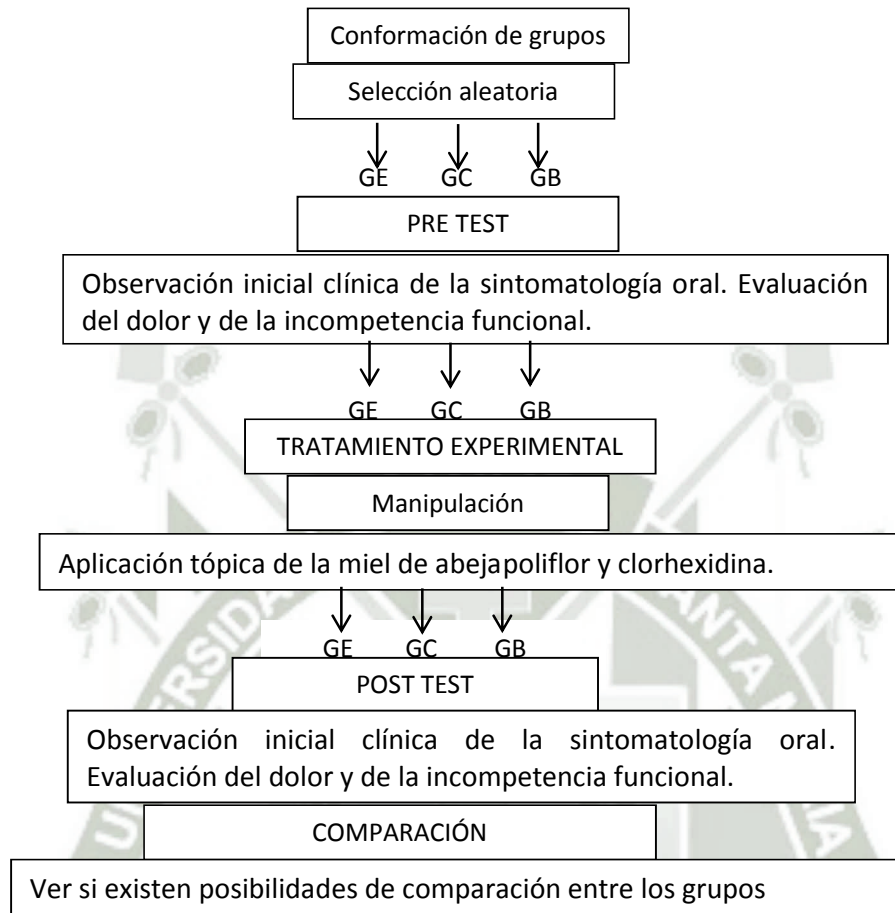 Conformación de grupos
Selección aleatoria
GE GC GB
PRE TEST
Observación inicial clínica de la sintomatología oral. Evaluación
del dolor y de la incompetencia funcional.
GE GC GB
TRATAMIENTO EXPERIMENTAL
Manipulación
Aplicación tópica de la miel de abejapoliflor y clorhexidina.
GE GC GB
POST TEST
Observación inicial clínica de la sintomatología oral.
Evaluación del dolor y de la incompetencia funcional.
COMPARACIÓN
Ver si existen posibilidades de comparación entre los grupos